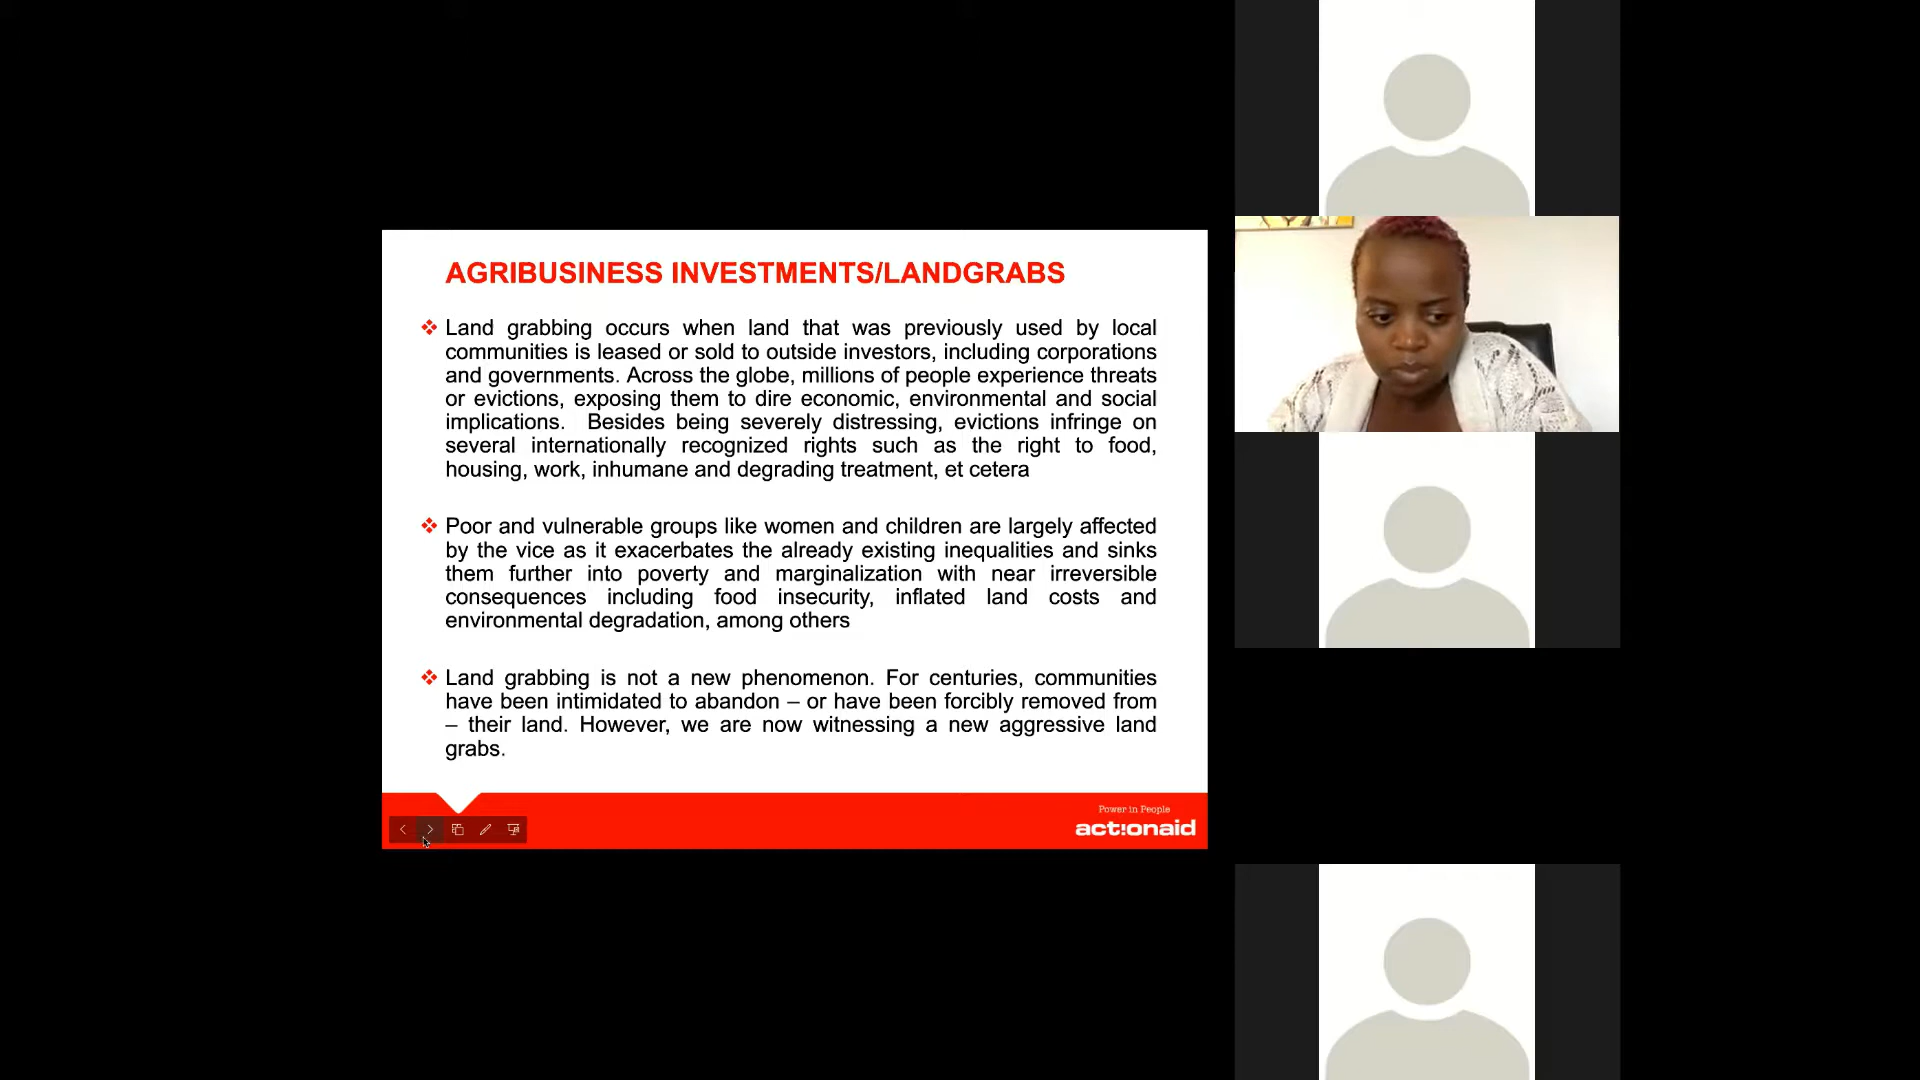 AGRIBUSINESS INVESTMENTS/LANDGRABS
Land grabbing occurs when land that was previously used by local
communities is leased or sold to outside investors, including corporations
and governments. Across the globe, millions of people experience threats
or evictions, exposing them to dire economic, environmental and social
implications.  Besides being severely distressing, evictions infringe on
several internationally recognized rights such as the right to food,
housing, work, inhumane and degrading treatment, et cetera
Poor and vulnerable groups like women and children are largely affected
by the vice as it exacerbates the already existing inequalities and sinks
them further into poverty and marginalization with near irreversible
consequences including food insecurity, inflated land costs and
environmental degradation, among others
Land grabbing is not a new phenomenon. For centuries, communities
have been intimidated to abandon – or have been forcibly removed from
– their land. However, we are now witnessing a new aggressive land
grabs.
Power in People
act!onaid